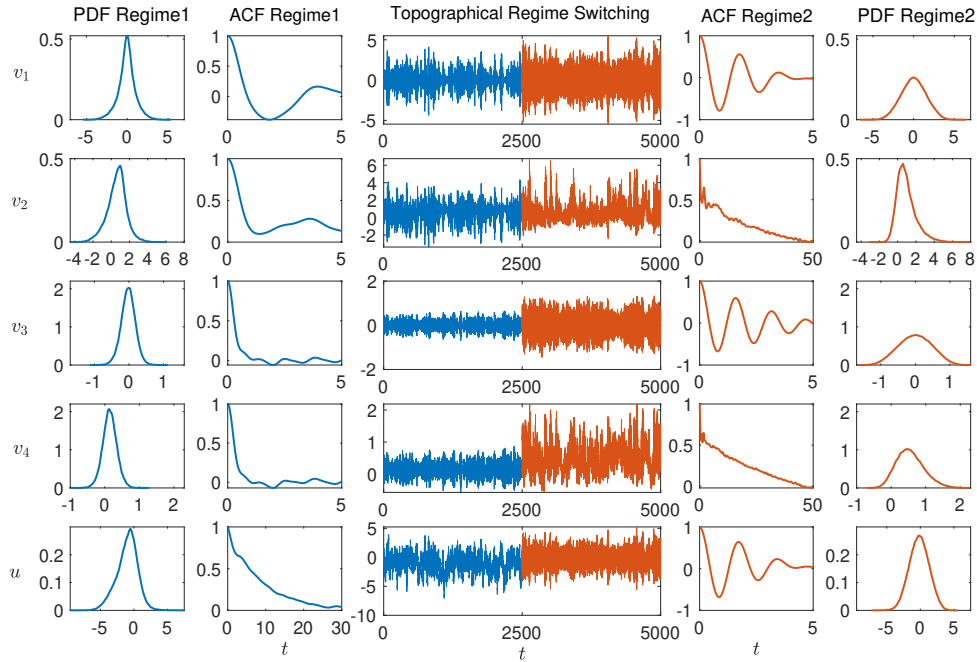 PDF Regime1 ACF Regime1 Topographical Regime Switching ACF Regime2 PDF Regime2
v1
0.5 0 -5 0 5
1 0.5 0 0 5
5 0 -5 0 2500 5000
1 0 -1 0 5
0.5 0 -5 0 5
v2
0.5 0 -4 -2 0 2 4 6 8
1 0.5 0 0 5
6 4 2 0 -2 0 2500 5000
1 0.5 0 0 50
0.5 0 -4 -2 0 2 4 6 8
v3
2 1 0 -1 0 1
1 0.5 0 0 5
2 0 -2 0 2500 5000
1 0 -1 0 5
2 1 0 -1 0 1
v4
2 1 0 -1 0 1 2
1 0.5 0 0 5
2 1 0 0 2500 5000
1 0.5 0 0 50
2 1 0 -1 0 1 2
u
0.2 0.1 0 -5 0 5
1 0.5 0 0 10 20 30
5 0 -5 -10 0 2500 5000
1 0 -1 0 5
0.2 0.1 0 -5 0 5
t t t